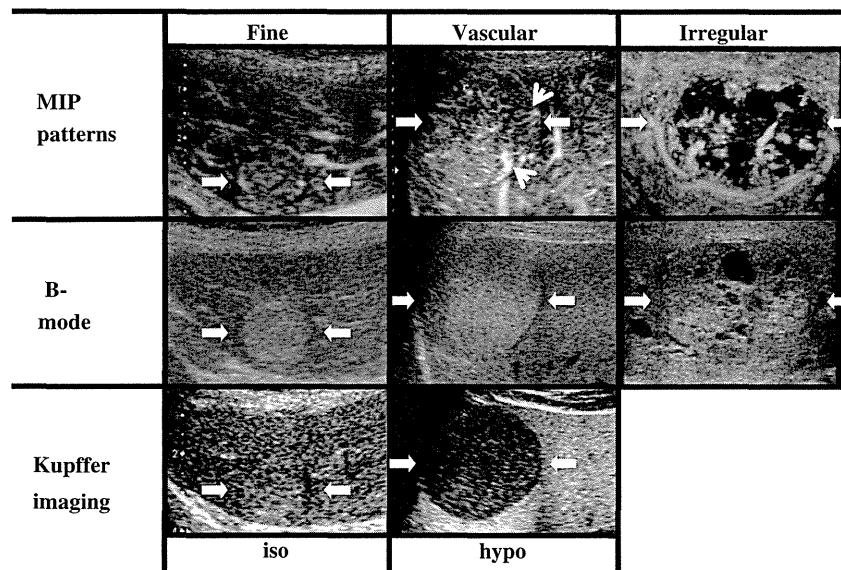 Fine
Vascular
Irregular
MIP
patterns
B-
mode
Kupffer
imaging
iso
hypo